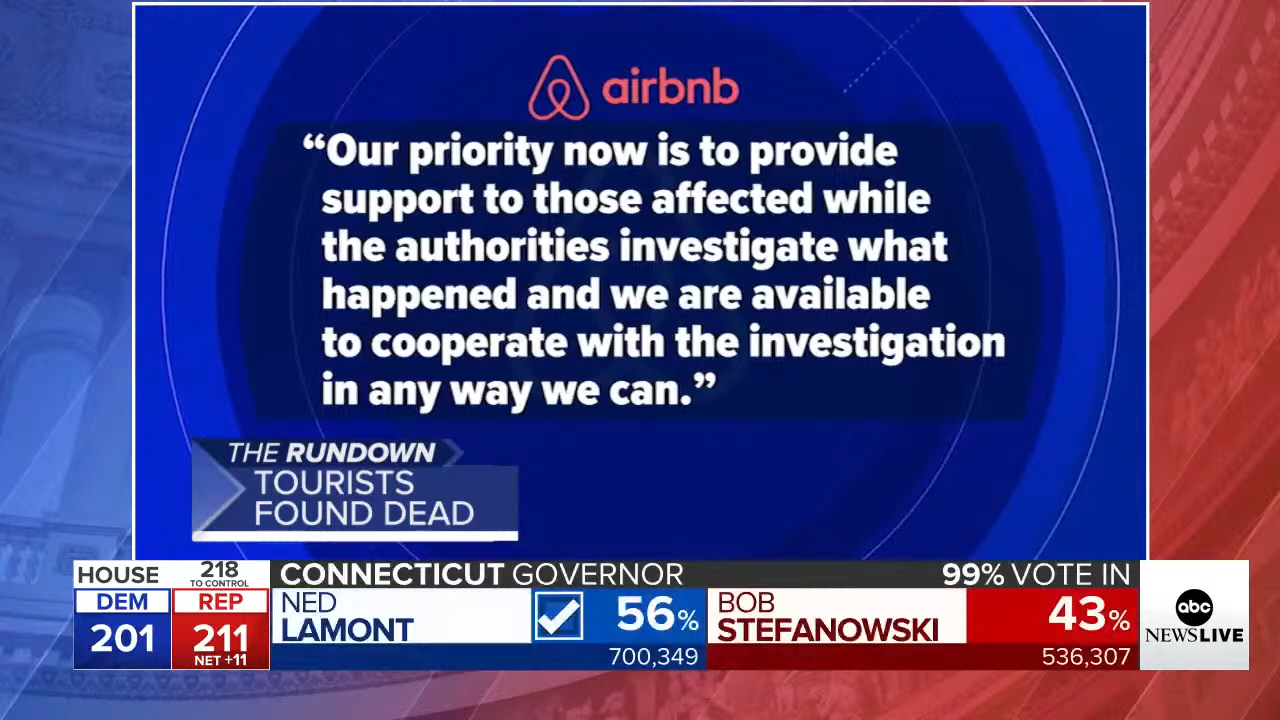 airbnb
“Our priority now is to provide
support to those affected while
the authorities investigate what
happened and we are available
to cooperate with the investigation
in any way we can.”
THE RUNDOWN
TOURISTS
FOUND DEAD
HOUSE 218
TO CONTROL
DEM REP
201 211
NET +11
CONNECTICUT GOVERNOR 99% VOTE IN
NED
LAMONT 56%
700,349
BOB
STEFANOWSKI 43%
536,307
abc
NEWSLIVE